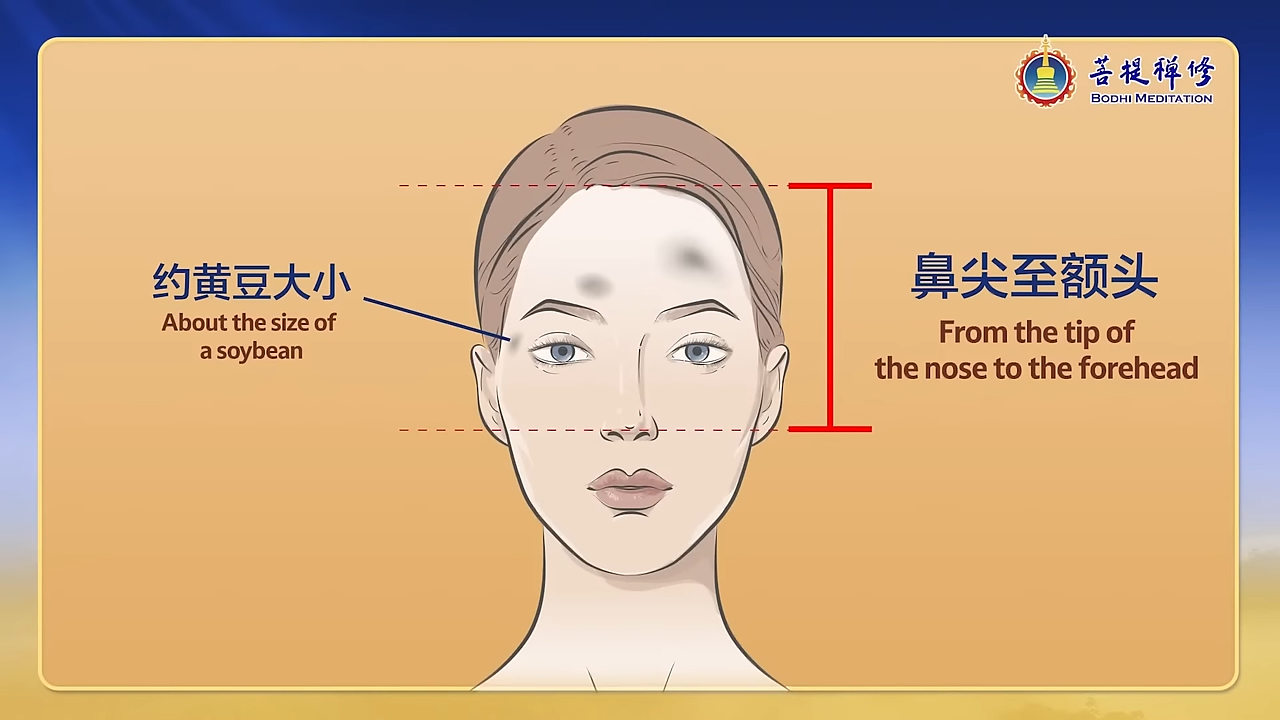 菩提禅修
BODHI MEDITATION
约黄豆大小
About the size of
a soybean
鼻尖至额头
From the tip of
the nose to the forehead